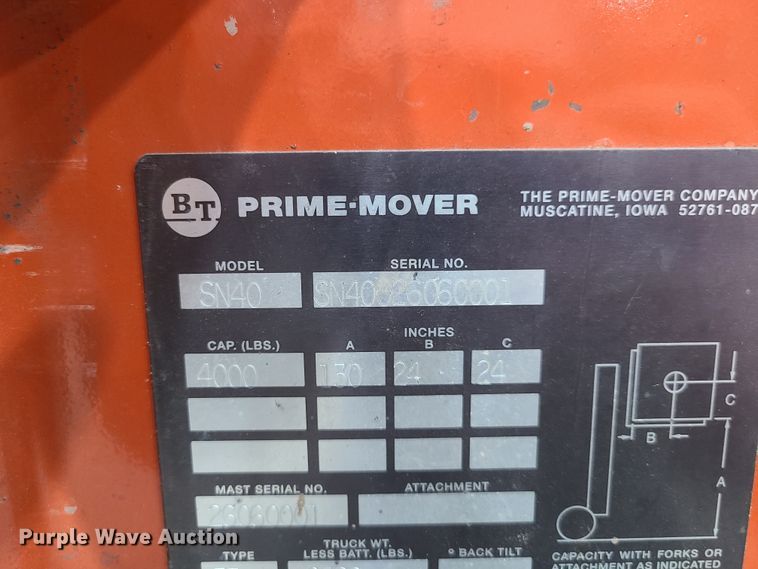 BT PRIME-MOVER
THE PRIME-MOVER COMPANY
MUSCATINE, IOWA 52761-087
MODEL
SERIAL NO.
SN40
INCHES
CAP. (LBS.) A B C
4000 130 24 24
C
B
A
MAST SERIAL NO. ATTACHMENT
26060001
TYPE
TRUCK WT.
LESS BATT. (LBS.)
° BACK TILT
CAPACITY WITH FORKS OR
ATTACHMENT AS INDICATED
Purple Wave Auction